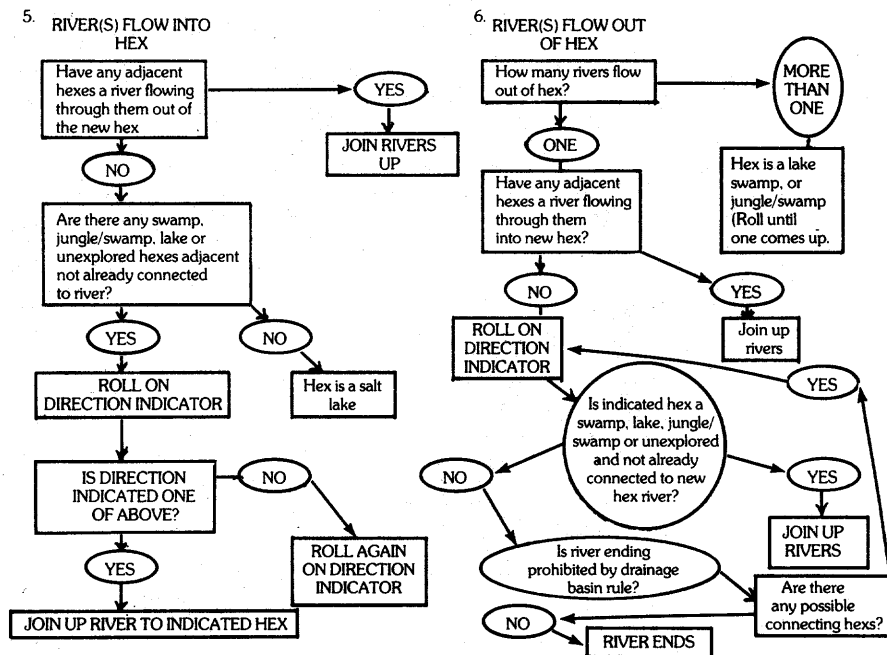 5.
RIVER(S) FLOW INTO
HEX
Have any adjacent
hexes a river flowing
through them out of
the new hex
YES
JOIN RIVERS
UP
NO
Are there any swamp,
jungle/swamp, lake or
unexplored hexes adjacent
not already connected
to river?
YES
NO
ROLL ON
DIRECTION INDICATOR
Hex is a salt
lake
IS DIRECTION
INDICATED ONE
OF ABOVE?
NO
YES
ROLL AGAIN
ON DIRECTION
INDICATOR
JOIN UP RIVER TO INDICATED HEX
6.
RIVER(S) FLOW OUT
OF HEX
How many rivers flow
out of hex?
MORE
THAN
ONE
ONE
Hex is a lake
swamp, or
jungle/swamp
(Roll until
one comes up.
Have any adjacent
hexes a river flowing
through them
into new hex?
NO
YES
Join up
rivers
ROLL ON
DIRECTION
INDICATOR
YES
Is indicated hex a
swamp, lake, jungle/
swamp or unexplored
and not already
connected to new
hex river?
NO
YES
JOIN UP
RIVERS
Is river ending
prohibited by drainage
basin rule?
Are there
any possible
connecting hexs?
NO
RIVER ENDS